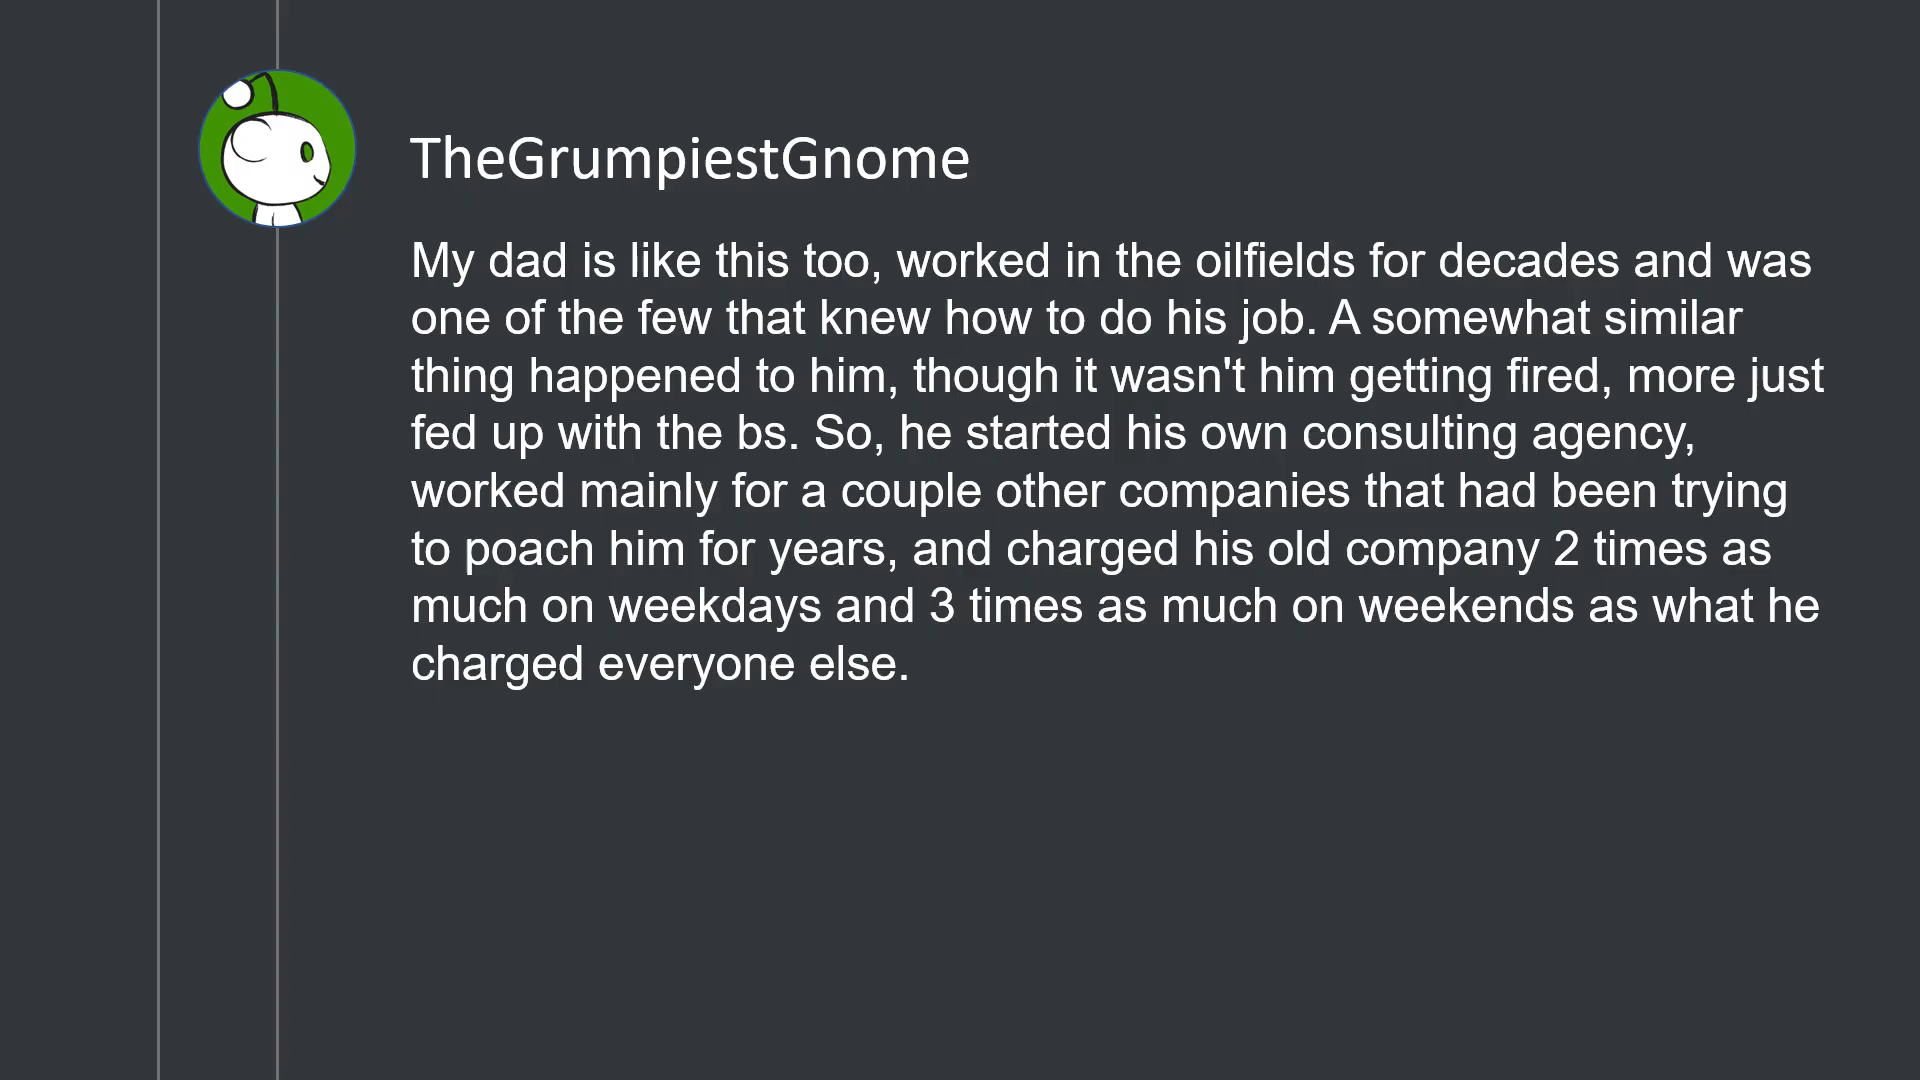 TheGrumpiestGnome
My dad is like this too, worked in the oilfields for decades and was
one of the few that knew how to do his job. A somewhat similar
thing happened to him, though it wasn't him getting fired, more just
fed up with the bs. So, he started his own consulting agency,
worked mainly for a couple other companies that had been trying
to poach him for years, and charged his old company 2 times as
much on weekdays and 3 times as much on weekends as what he
charged everyone else.